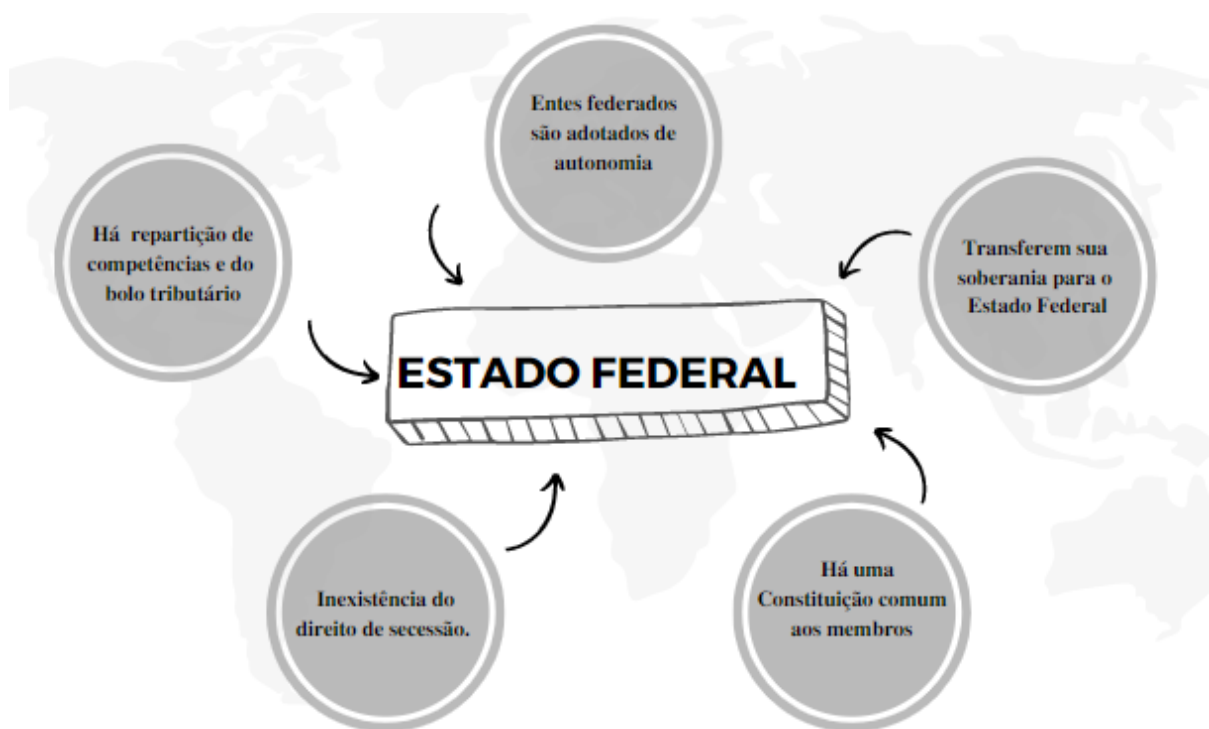 Entes federados
são adotados de
autonomia
Há repartição de
competências e do
bolo tributário
Transferem sua
soberania para o
Estado Federal
ESTADO FEDERAL
Inexistência do
direito de secessão.
Há uma
Constituição comum
aos membros